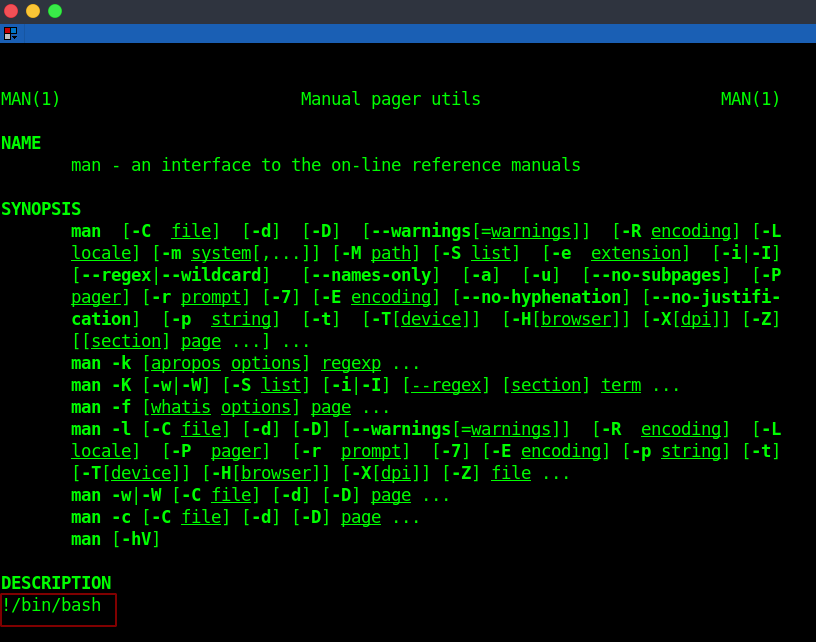 MAN(1)                        Manual pager utils                        MAN(1)
NAME
       man - an interface to the on-line reference manuals
SYNOPSIS
       man  [-C  file]  [-d]  [-D]  [--warnings[=warnings]]  [-R encoding] [-L
       locale] [-m system[,...]] [-M path] [-S list]  [-e  extension]  [-i|-I]
       [--regex|--wildcard]   [--names-only]  [-a]  [-u]  [--no-subpages]  [-P
       pager] [-r prompt] [-7] [-E encoding] [--no-hyphenation] [--no-justifi-
       cation]  [-p  string]  [-t]  [-T[device]]  [-H[browser]] [-X[dpi]] [-Z]
       [[section] page ...] ...
       man -k [apropos options] regexp ...
       man -K [-w|-W] [-S list] [-i|-I] [--regex] [section] term ...
       man -f [whatis options] page ...
       man -l [-C file] [-d] [-D] [--warnings[=warnings]]  [-R  encoding]  [-L
       locale]  [-P  pager]  [-r  prompt]  [-7] [-E encoding] [-p string] [-t]
       [-T[device]] [-H[browser]] [-X[dpi]] [-Z] file ...
       man -w|-W [-C file] [-d] [-D] page ...
       man -c [-C file] [-d] [-D] page ...
       man [-hV]
DESCRIPTION
!/bin/bash